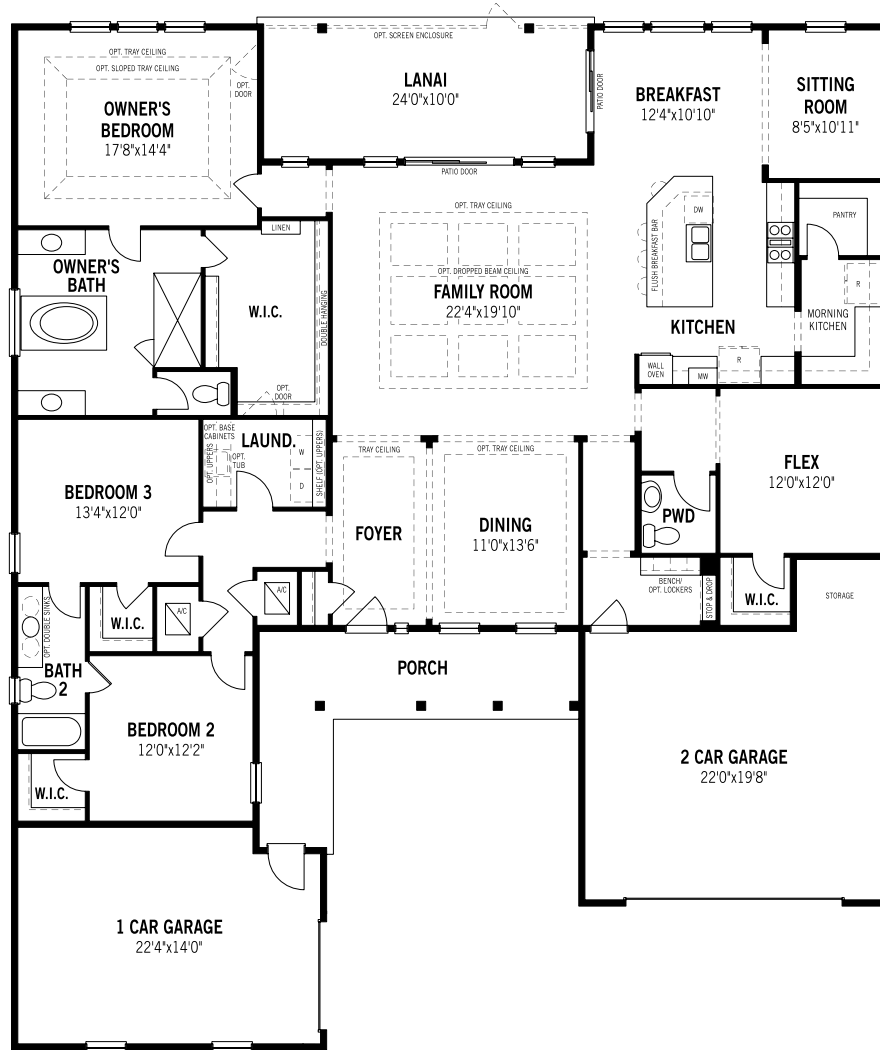 OPT. SCREEN ENCLOSURE
OPT. TRAY CEILING
OPT. SLOPED TRAY CEILING
OPT.
DOOR
OWNER'S
BEDROOM
17'8"x14'4"
LANAI
24'0"x10'0"
PATIO DOOR
PATIO DOOR
BREAKFAST
12'4"x10'10"
SITTING
ROOM
8'5"x10'11"
OPT. TRAY CEILING
OPT. DROPPED BEAM CEILING
FAMILY ROOM
22'4"x19'10"
DW
FLUSH BREAKFAST BAR
KITCHEN
PANTRY
R
MORNING
KITCHEN
WALL
OVEN
MW
R
LINEN
OWNER'S
BATH
W.I.C.
DOUBLE HANGING
OPT.
DOOR
OPT. BASE
CABINETS
LAUND.
OPT. UPPERS
OPT.
TUB
W
D
SHELF (OPT. UPPERS)
TRAY CEILING
OPT. TRAY CEILING
BEDROOM 3
13'4"x12'0"
FOYER
DINING
11'0"x13'6"
FLEX
12'0"x12'0"
PWD
BENCH/
OPT. LOCKERS
STOP & DROP
W.I.C.
STORAGE
A/C
A/C
W.I.C.
OPT. DOUBLE SINKS
BATH
2
PORCH
BEDROOM 2
12'0"x12'2"
W.I.C.
2 CAR GARAGE
22'0"x19'8"
1 CAR GARAGE
22'4"x14'0"